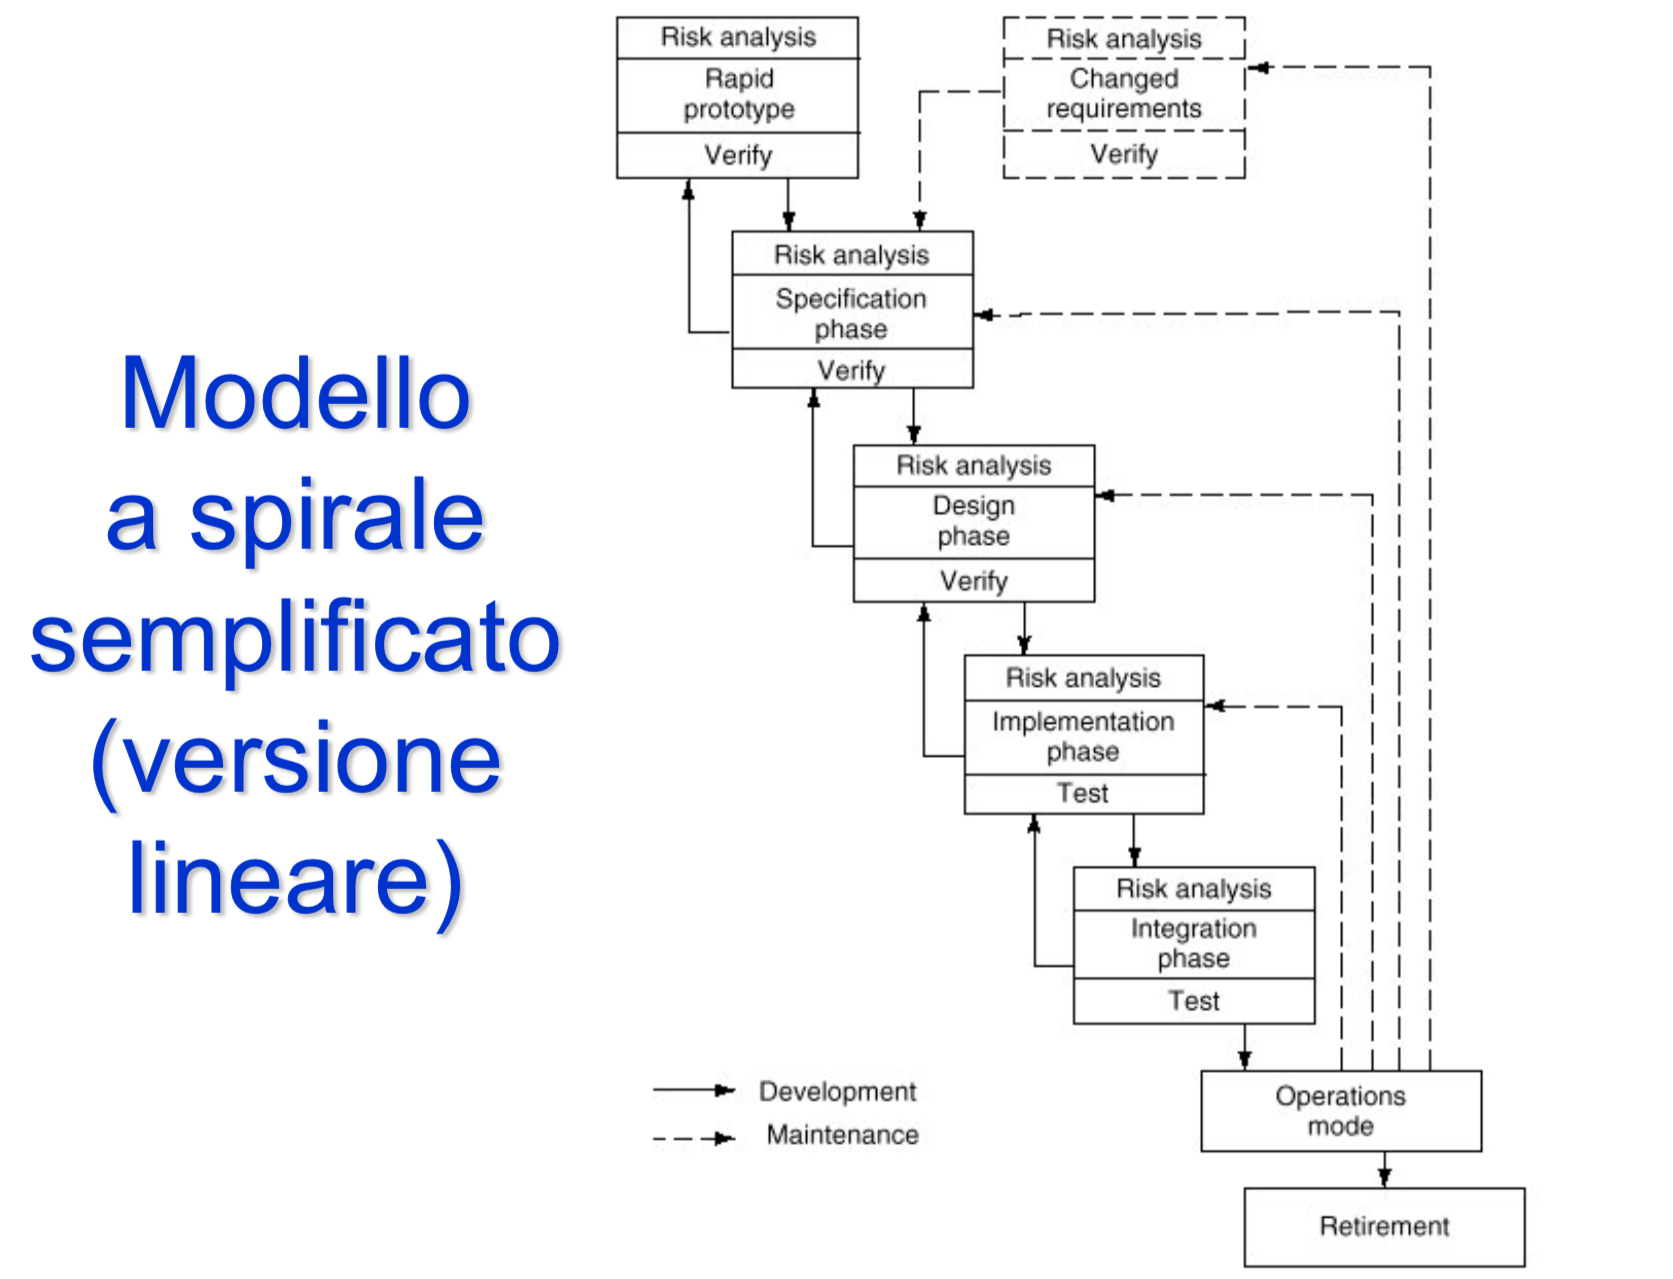 Modello
a spirale
semplificato
(versione
lineare)
Risk analysis
Rapid
prototype
Verify
Risk analysis
Changed
requirements
Verify
Risk analysis
Specification
phase
Verify
Risk analysis
Design
phase
Verify
Risk analysis
Implementation
phase
Test
Risk analysis
Integration
phase
Test
Development
Maintenance
Operations
mode
Retirement